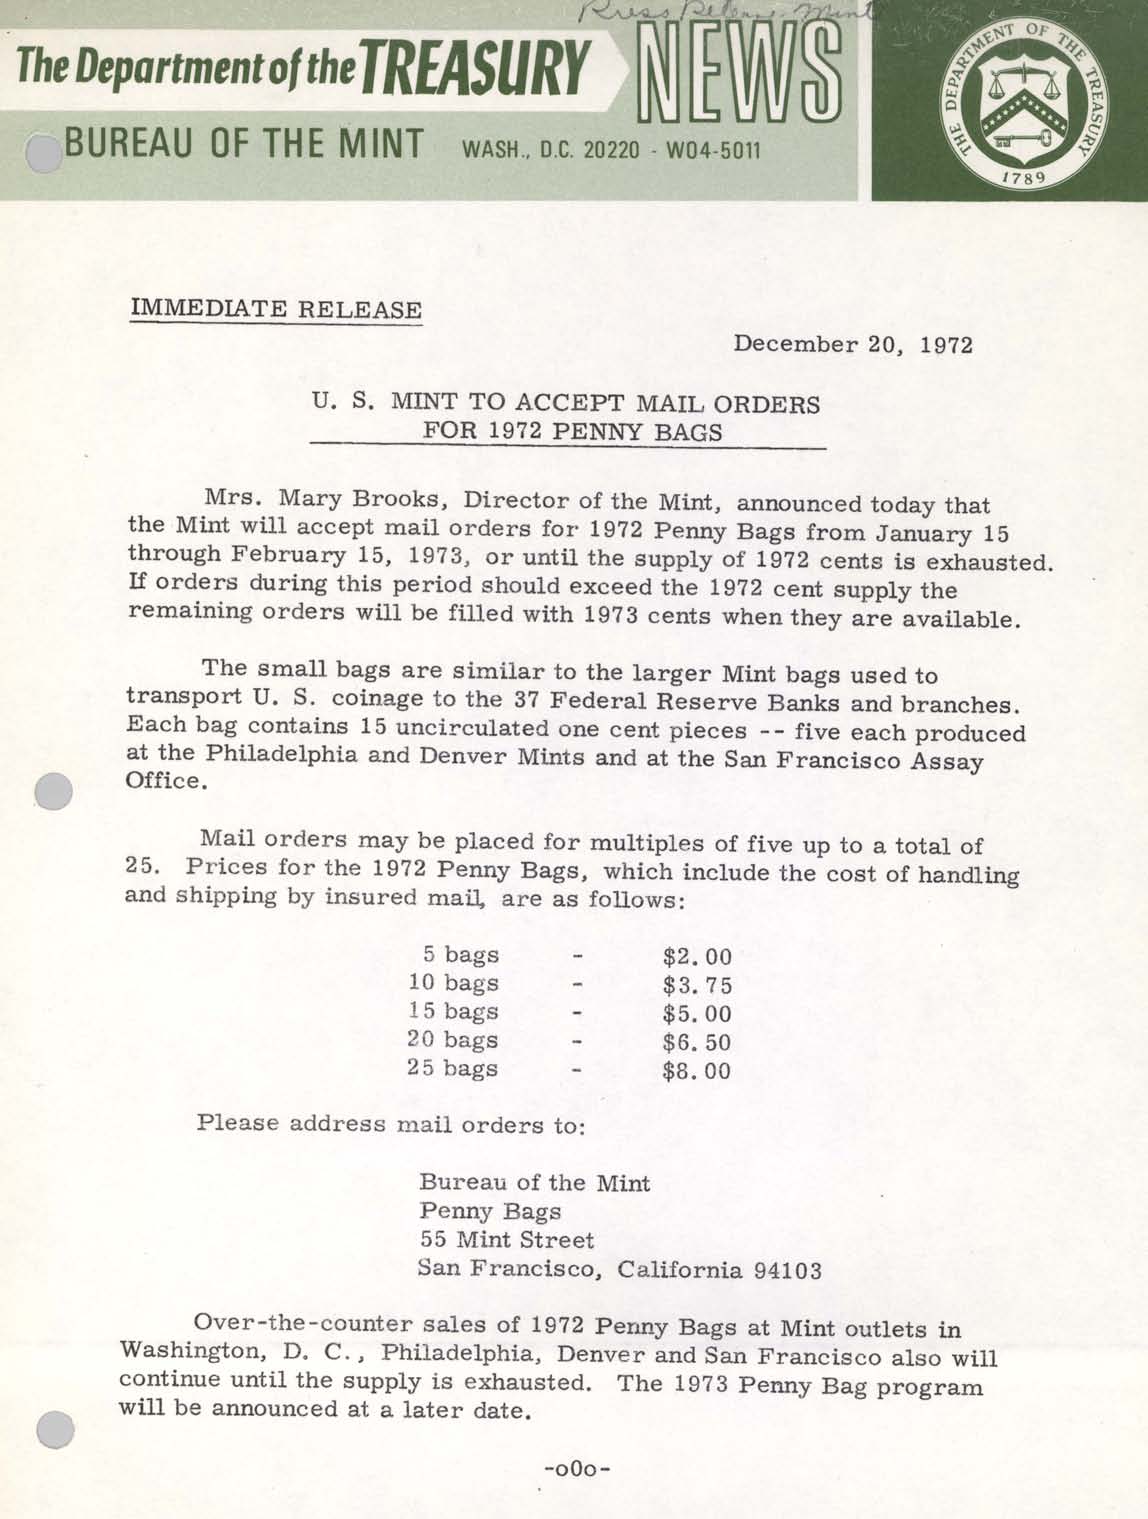 Press Release - Mint
The Department of the TREASURY NEWS
BUREAU OF THE MINT WASH., D.C. 20220 - WO4-5011
THE DEPARTMENT OF THE TREASURY
1789
IMMEDIATE RELEASE
December 20, 1972
U. S. MINT TO ACCEPT MAIL ORDERS
FOR 1972 PENNY BAGS
Mrs. Mary Brooks, Director of the Mint, announced today that
the Mint will accept mail orders for 1972 Penny Bags from January 15
through February 15, 1973, or until the supply of 1972 cents is exhausted.
If orders during this period should exceed the 1972 cent supply the
remaining orders will be filled with 1973 cents when they are available.
The small bags are similar to the larger Mint bags used to
transport U. S. coinage to the 37 Federal Reserve Banks and branches.
Each bag contains 15 uncirculated one cent pieces -- five each produced
at the Philadelphia and Denver Mints and at the San Francisco Assay
Office.
Mail orders may be placed for multiples of five up to a total of
25. Prices for the 1972 Penny Bags, which include the cost of handling
and shipping by insured mail, are as follows:
5 bags - $2.00
10 bags - $3.75
15 bags - $5.00
20 bags - $6.50
25 bags - $8.00
Please address mail orders to:
Bureau of the Mint
Penny Bags
55 Mint Street
San Francisco, California 94103
Over-the-counter sales of 1972 Penny Bags at Mint outlets in
Washington, D. C., Philadelphia, Denver and San Francisco also will
continue until the supply is exhausted. The 1973 Penny Bag program
will be announced at a later date.
-o0o-